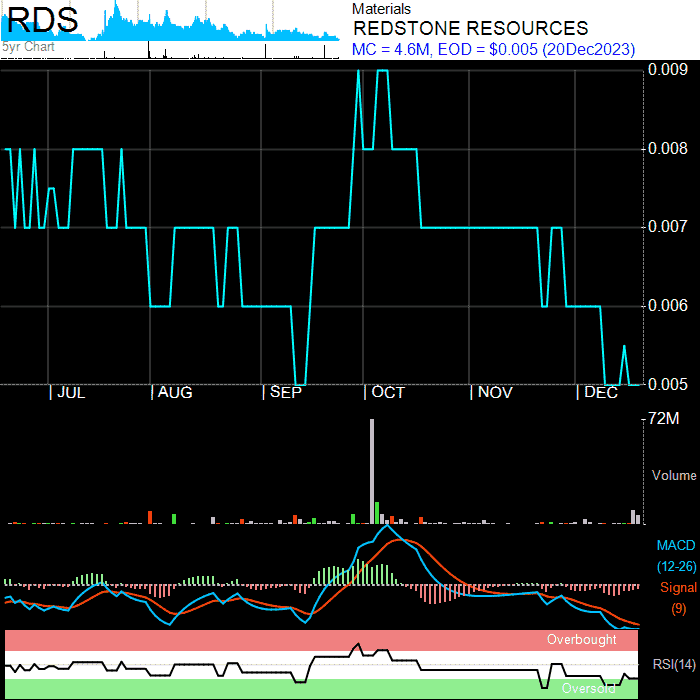 RDS
5yr Chart
Materials
REDSTONE RESOURCES
MC = 4.6M, EOD = $0.005 (20Dec2023)
0.009
0.008
0.007
0.006
0.005
JUL
AUG
SEP
OCT
NOV
DEC
72M
Volume
MACD
(12-26)
Signal
(9)
Overbought
RSI(14)
Oversold